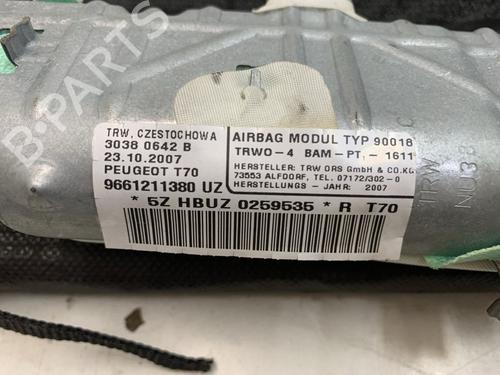 B-PARTS
TRW, CZESTOCHOWA
3038 0642 B
23.10.2007
PEUGEOT T70
9661211380 UZ
AIRBAG MODUL TYP 90018
TRWO-4 BAM-PT, -1611
HERSTELLER: TRW ORS GmbH & CO.KG
73553 ALFDORF, TEL. 07172/302-0
HERSTELLUNGS - JAHR: 2007
* 5Z HBUZ 0259535 * R T70
TRW